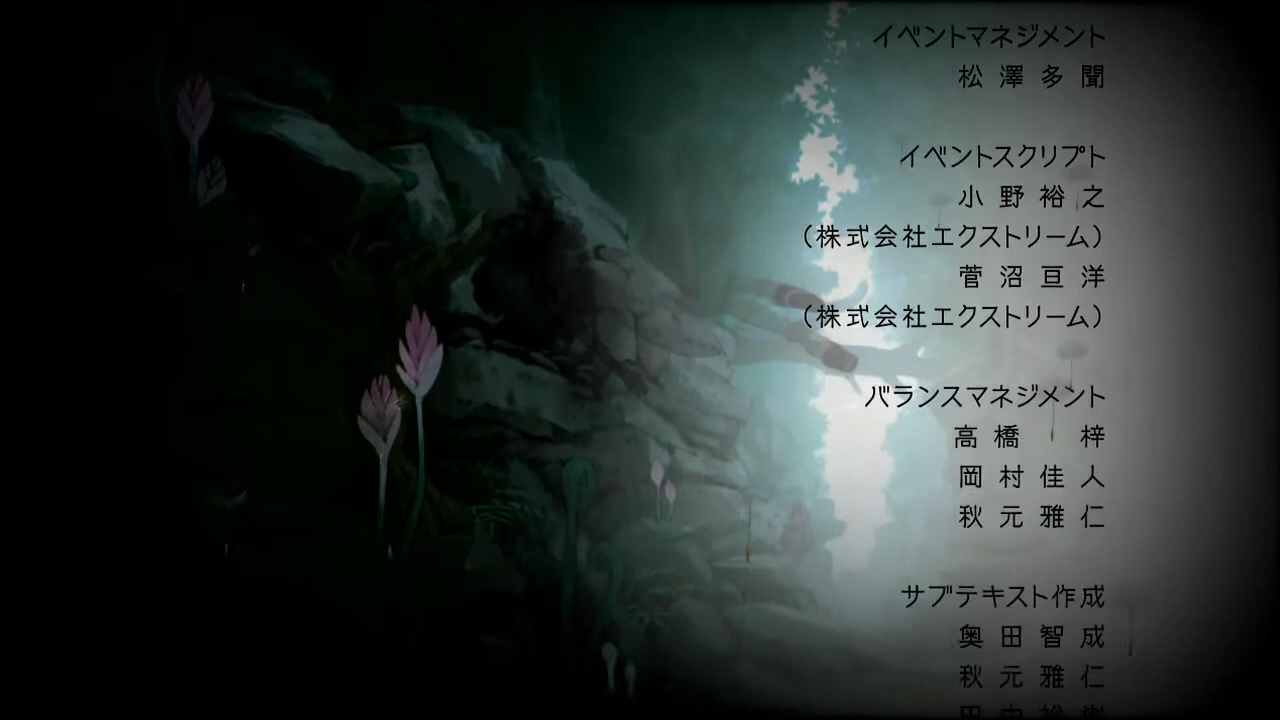 イベントマネジメント
松澤多聞
イベントスクリプト
小野裕之
(株式会社エクストリーム)
菅沼亘洋
(株式会社エクストリーム)
バランスマネジメント
高橋 梓
岡村佳人
秋元雅仁
サブテキスト作成
奥田智成
秋元雅仁